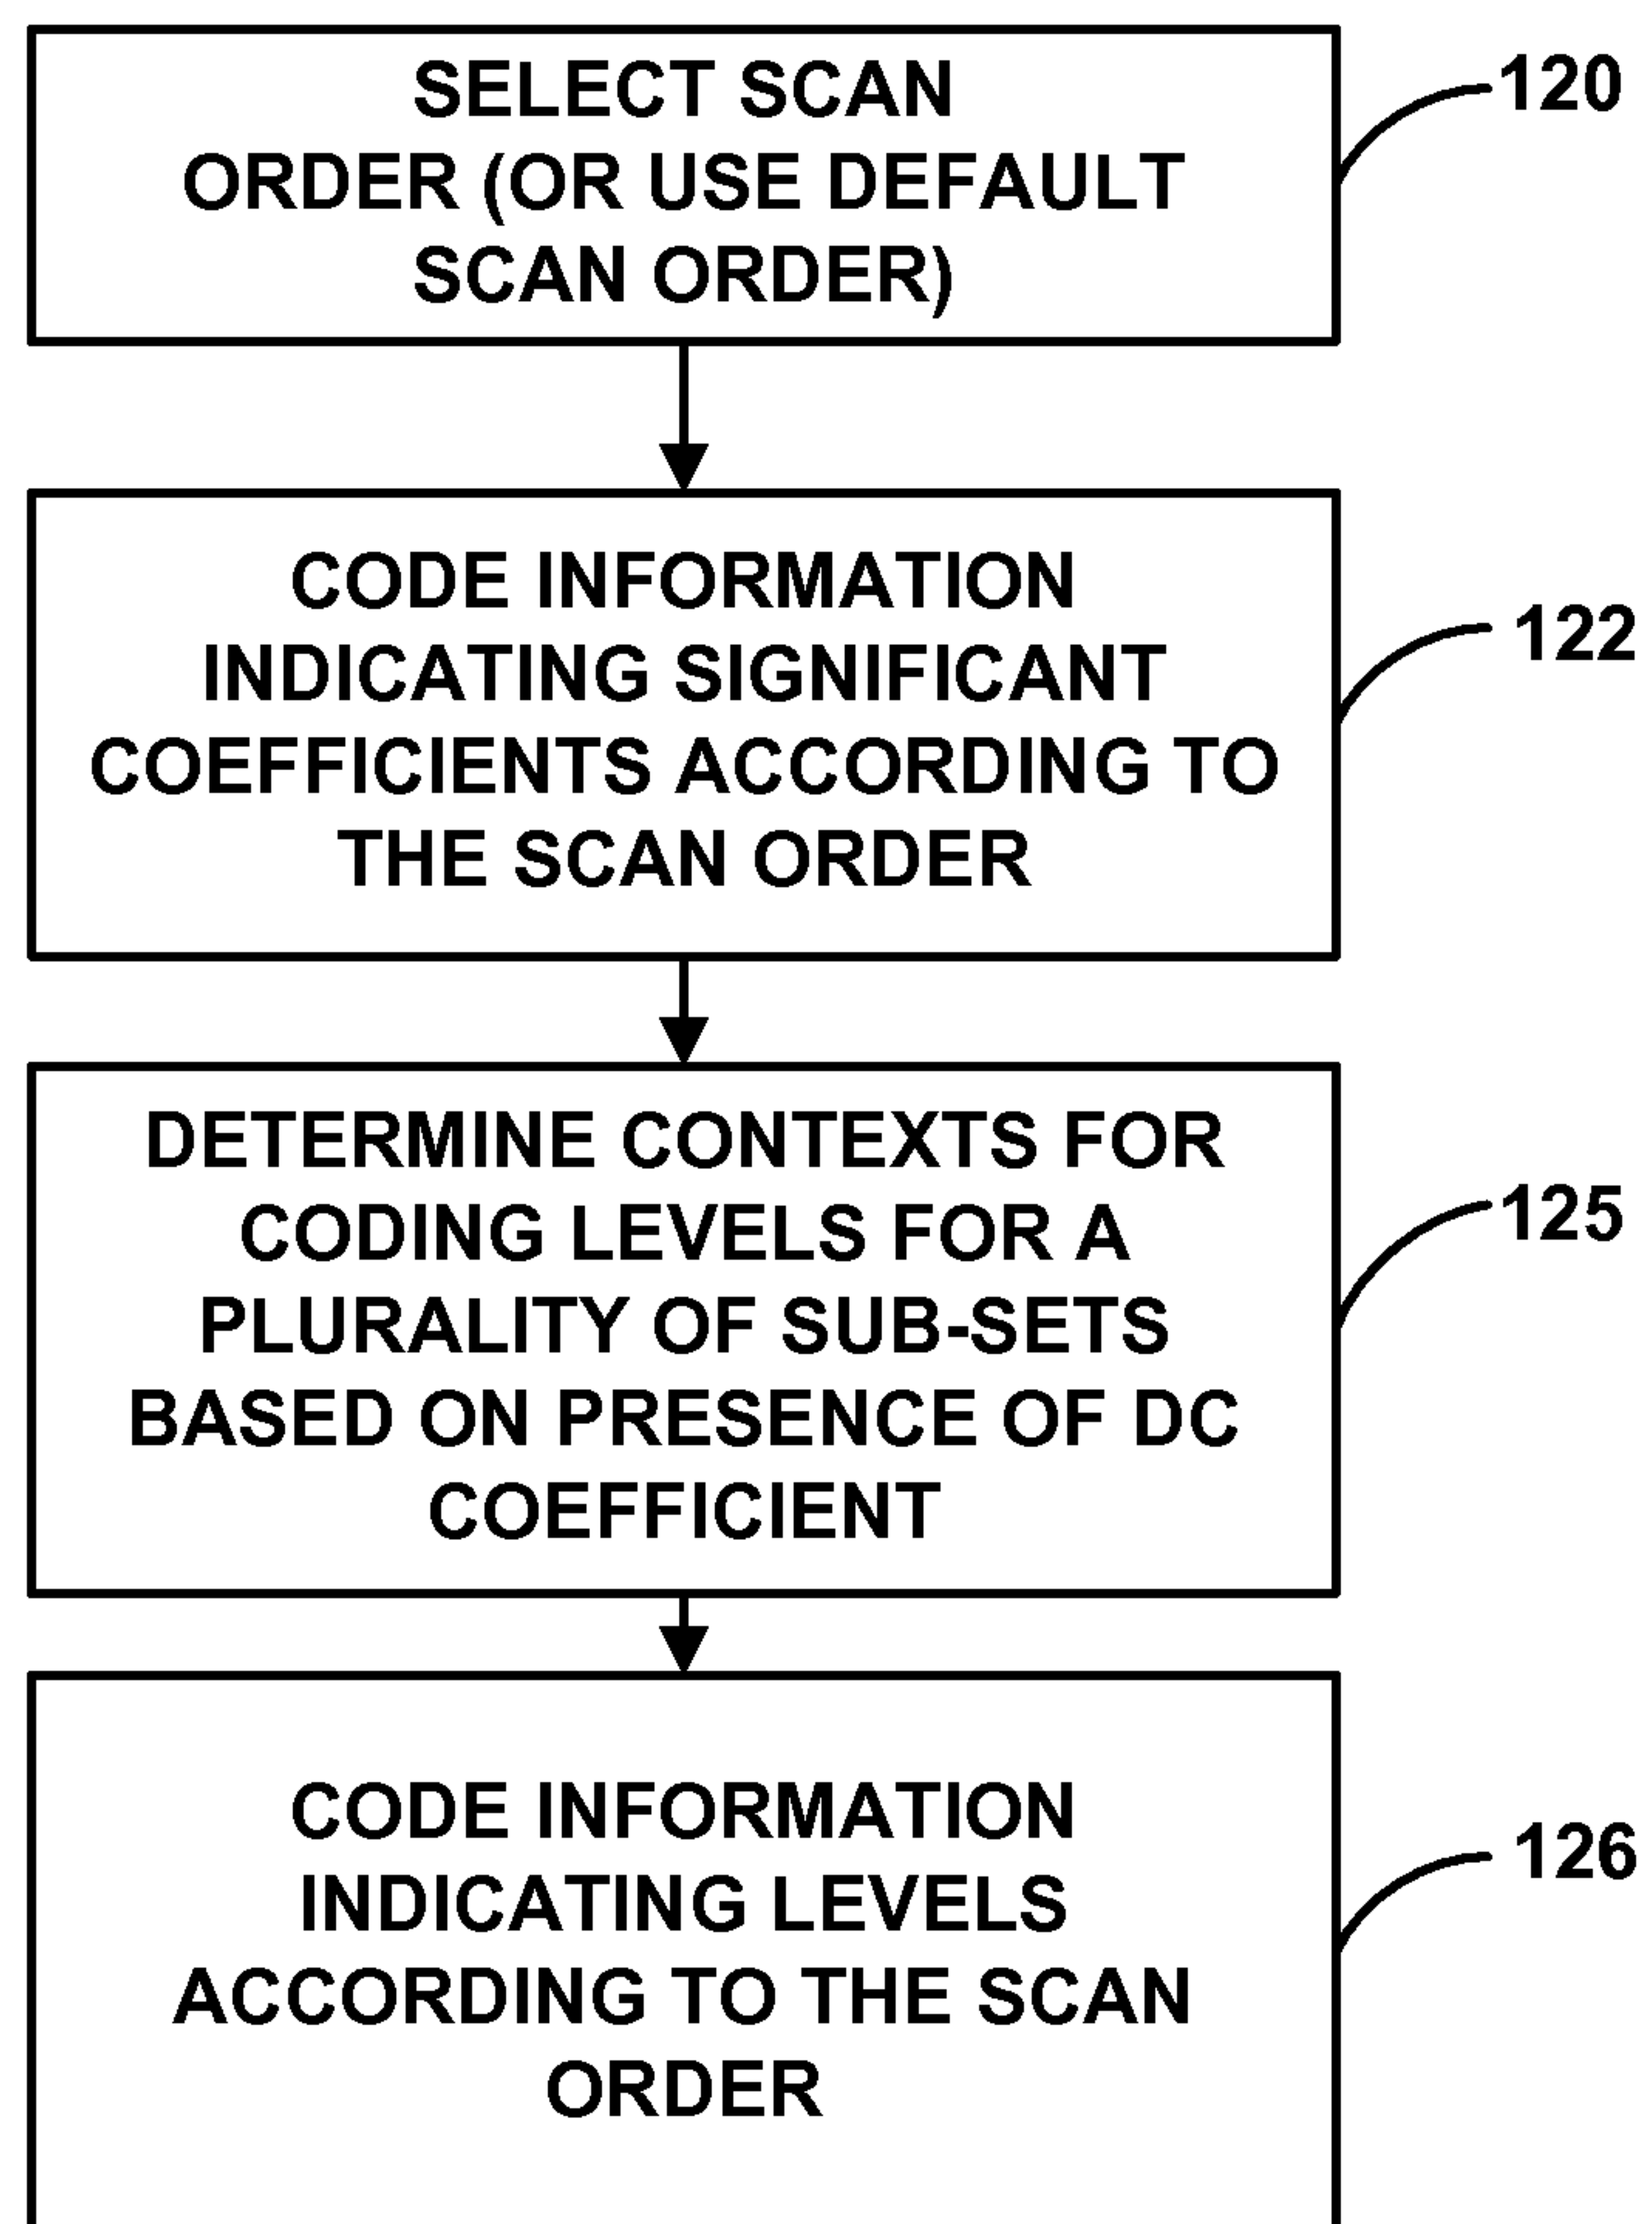 SELECT SCAN
ORDER (OR USE DEFAULT
SCAN ORDER)
120
CODE INFORMATION
INDICATING SIGNIFICANT
COEFFICIENTS ACCORDING TO
THE SCAN ORDER
122
DETERMINE CONTEXTS FOR
CODING LEVELS FOR A
PLURALITY OF SUB-SETS
BASED ON PRESENCE OF DC
COEFFICIENT
125
CODE INFORMATION
INDICATING LEVELS
ACCORDING TO THE SCAN
ORDER
126